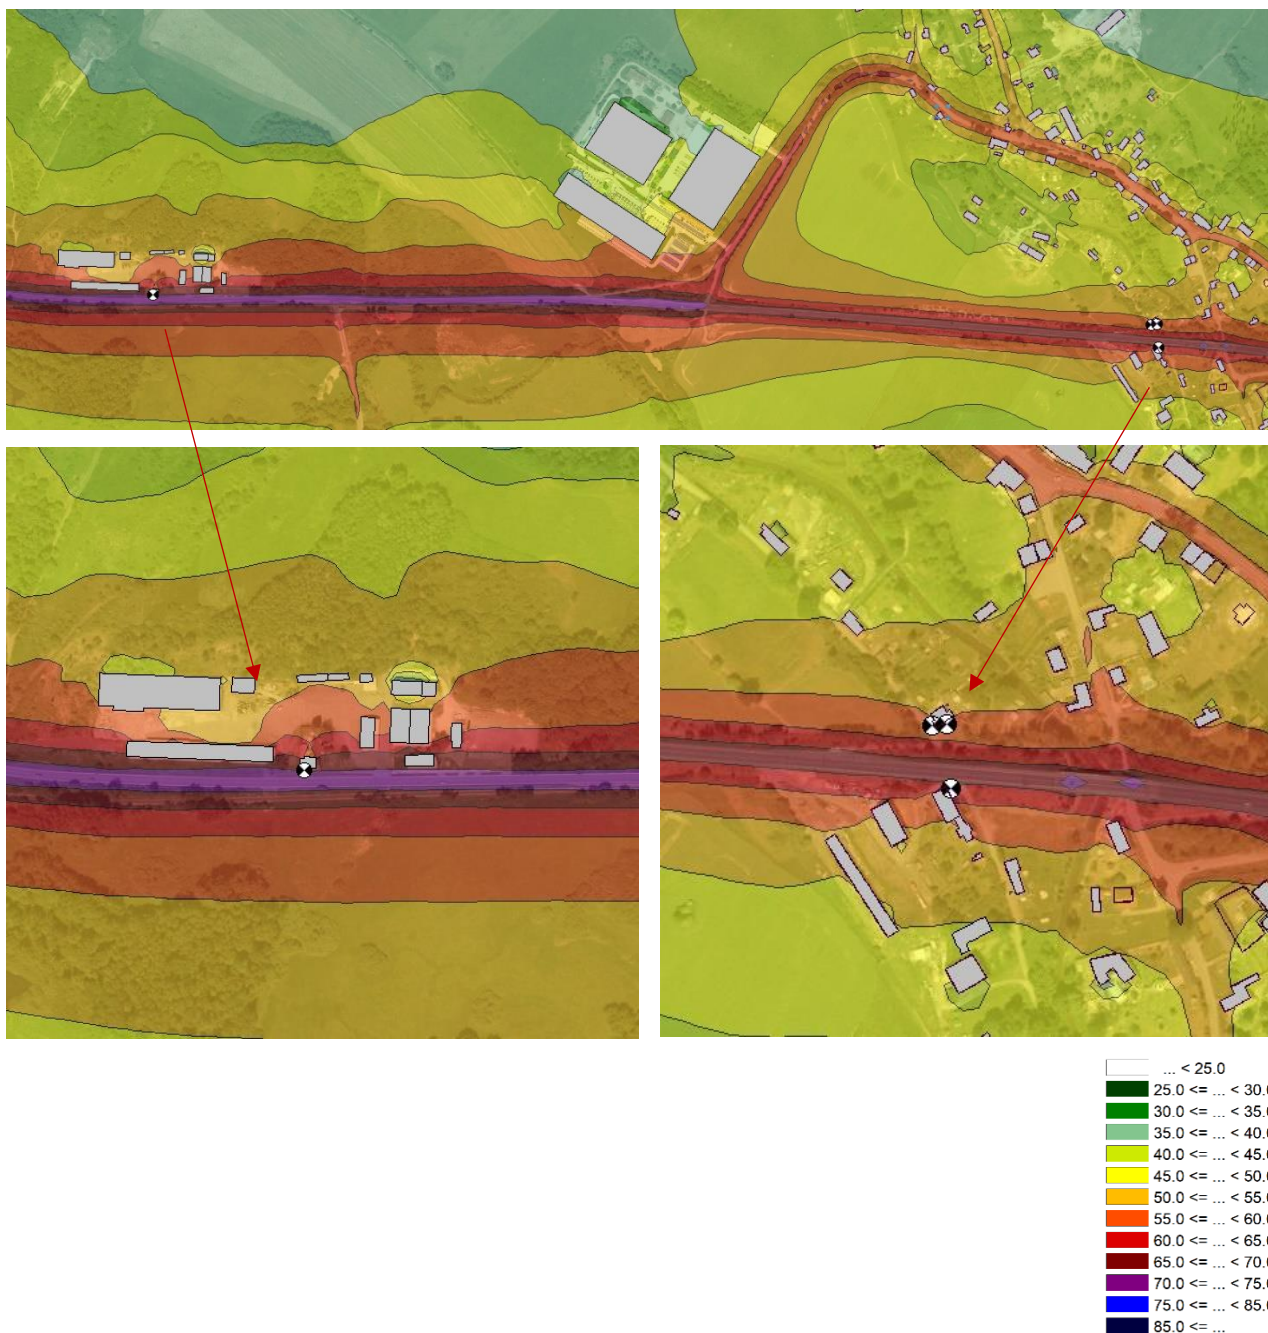 ... < 25.0
25.0 <= ... < 30.
30.0 <= ... < 35.
35.0 <= ... < 40.
40.0 <= ... < 45.
45.0 <= ... < 50.
50.0 <= ... < 55.
55.0 <= ... < 60.
60.0 <= ... < 65.
65.0 <= ... < 70.
70.0 <= ... < 75.
75.0 <= ... < 85.
85.0 <= ...